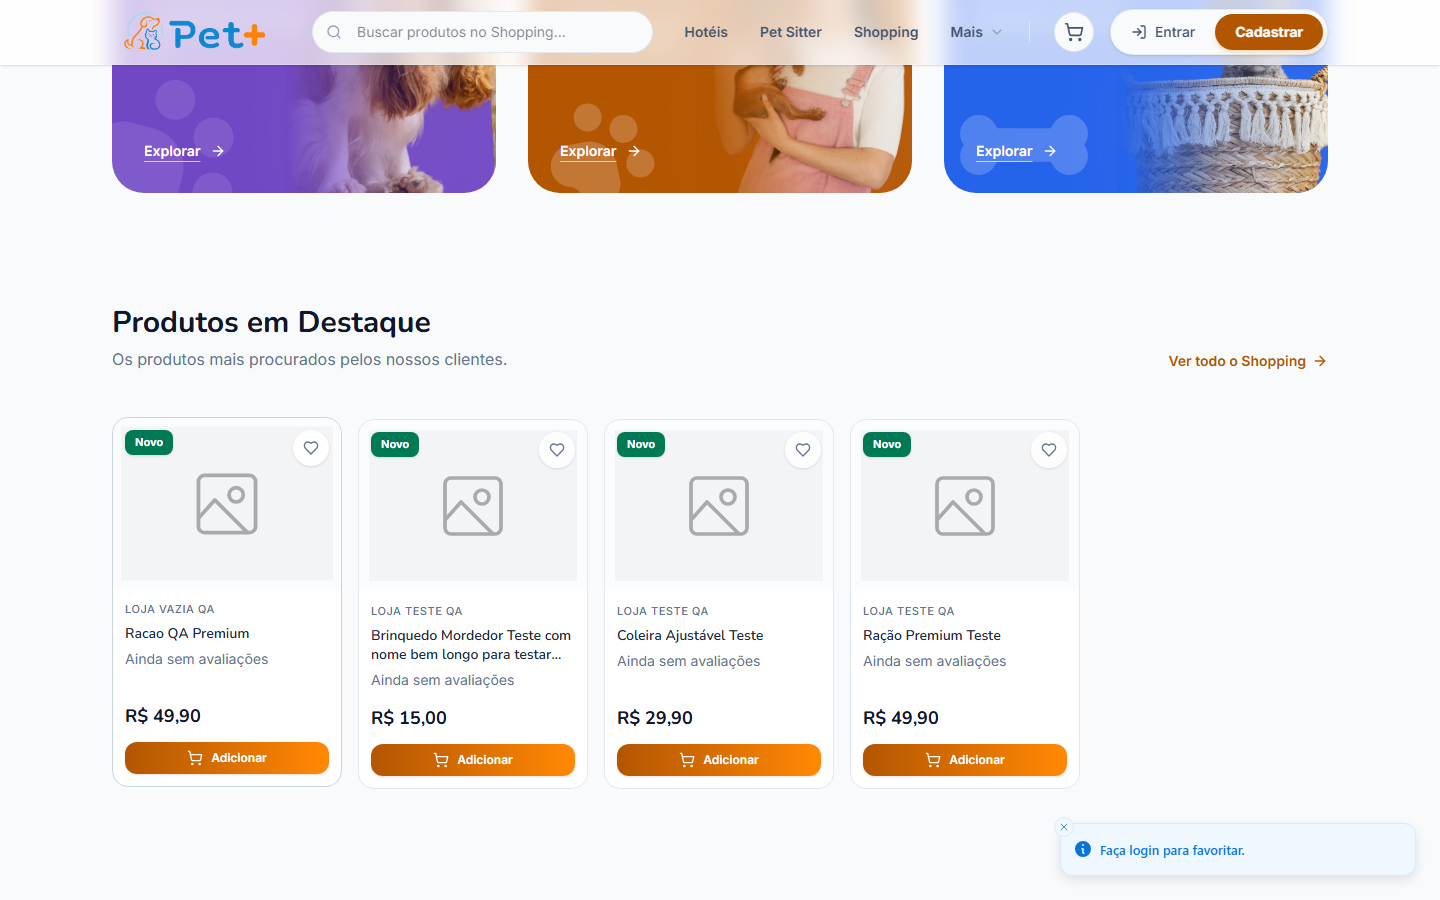 Pet+
Buscar produtos no Shopping...
Hotéis
Pet Sitter
Shopping
Mais
Entrar
Cadastrar
Explorar
Explorar
Explorar
Produtos em Destaque
Os produtos mais procurados pelos nossos clientes.
Ver todo o Shopping
Novo
LOJA VAZIA QA
Racao QA Premium
Ainda sem avaliações
R$ 49,90
Adicionar
Novo
LOJA TESTE QA
Brinquedo Mordedor Teste com
nome bem longo para testar...
Ainda sem avaliações
R$ 15,00
Adicionar
Novo
LOJA TESTE QA
Coleira Ajustável Teste
Ainda sem avaliações
R$ 29,90
Adicionar
Novo
LOJA TESTE QA
Ração Premium Teste
Ainda sem avaliações
R$ 49,90
Adicionar
Faça login para favoritar.